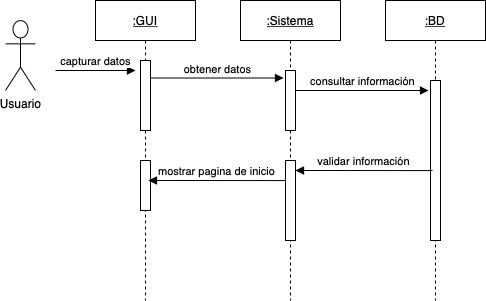 :GUI
:Sistema
:BD
capturar datos
obtener datos
consultar información
Usuario
validar información
mostrar pagina de inicio